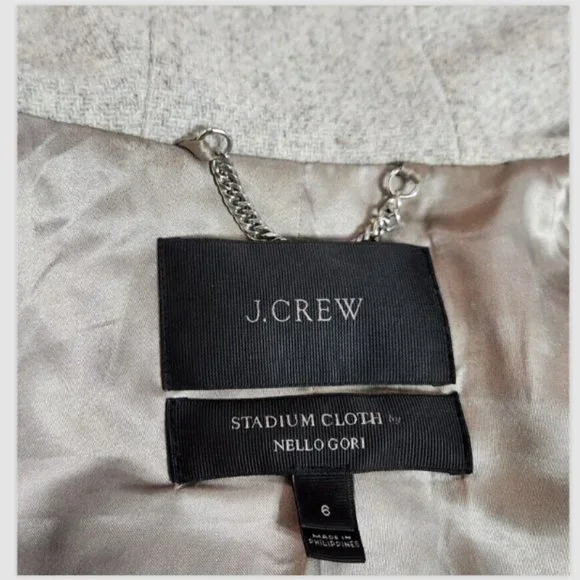 J.CREW
STADIUM CLOTH by
NELLO GORI
6
MADE IN
PHILIPPINES